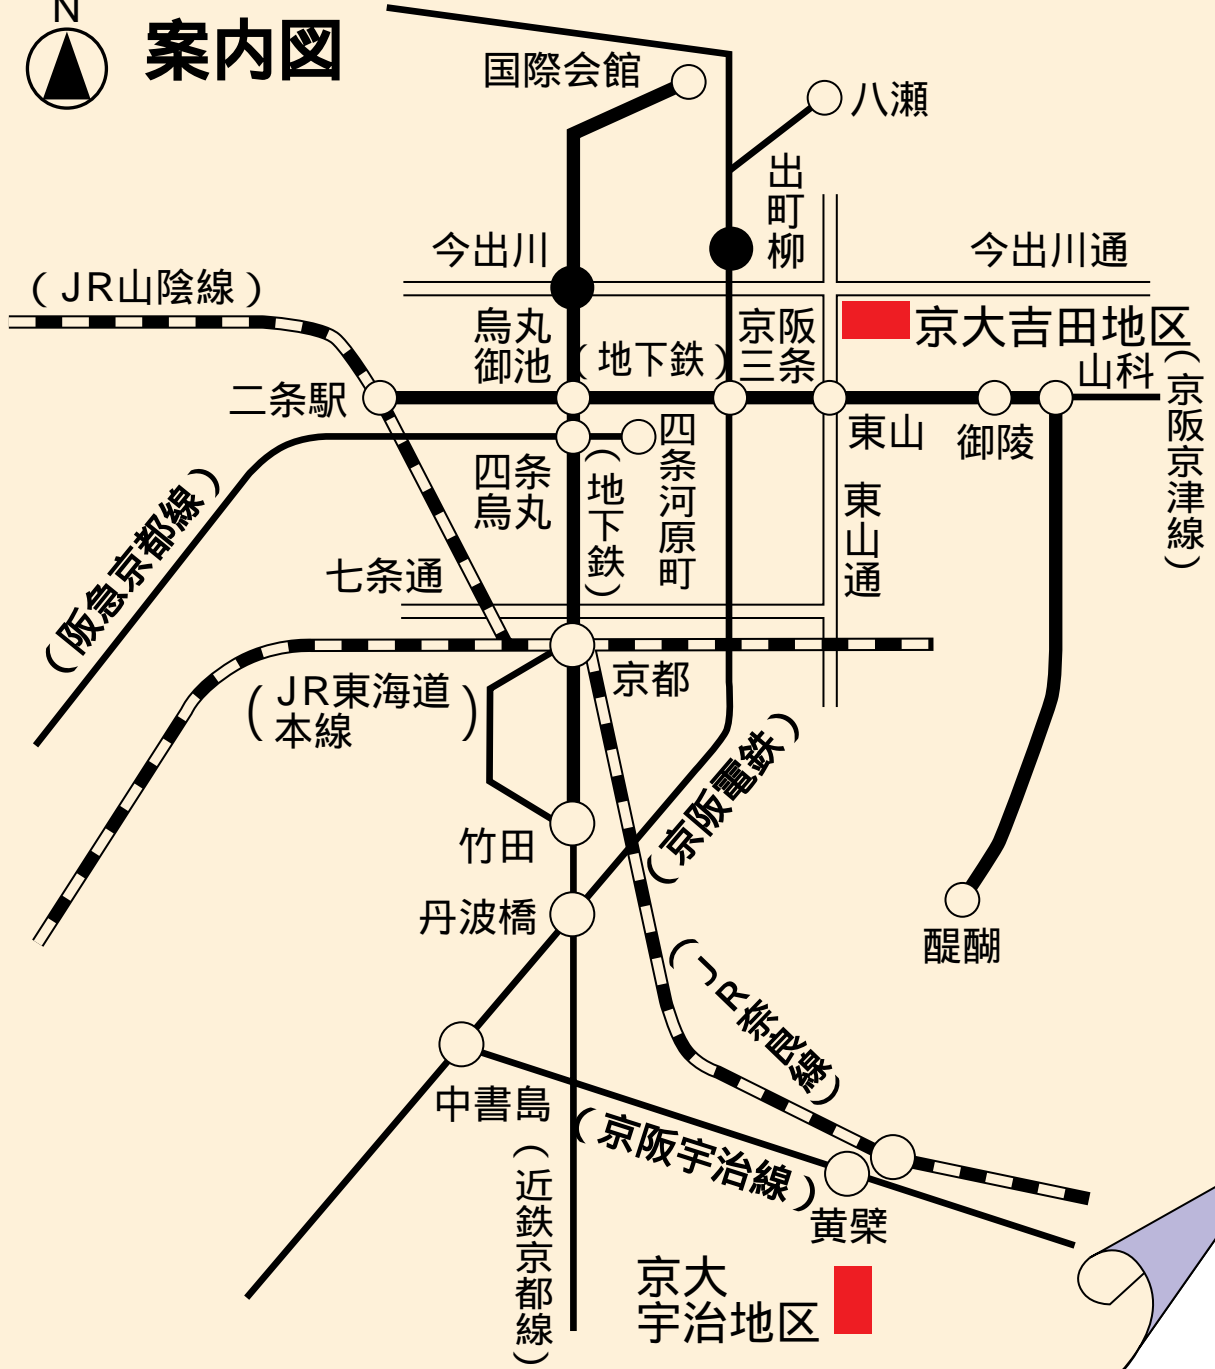 N
案内図
国際会館
八瀬
出町柳
今出川
今出川通
（JR山陰線）
烏丸
御池
（地下鉄）
京阪
三条
京大吉田地区
山科
（京阪京津線）
二条駅
東山
御陵
四条
烏丸
（地下鉄）
四条河原町
東山通
（阪急京都線）
七条通
京都
（JR東海道
本線）
（京阪電鉄）
竹田
丹波橋
醍醐
（JR奈良線）
中書島
（京阪宇治線）
（近鉄京都線）
黄檗
京大
宇治地区